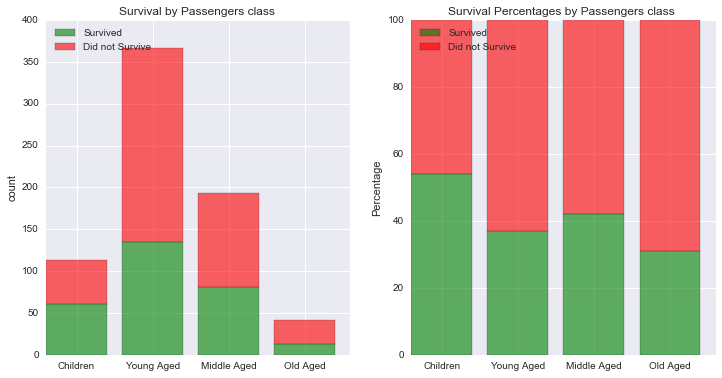 Survival by Passengers class
Survived
Did not Survive
count
400
350
300
250
200
150
100
50
0
Children Young Aged Middle Aged Old Aged
Survival Percentages by Passengers class
Survived
Did not Survive
Percentage
100
80
60
40
20
0
Children Young Aged Middle Aged Old Aged